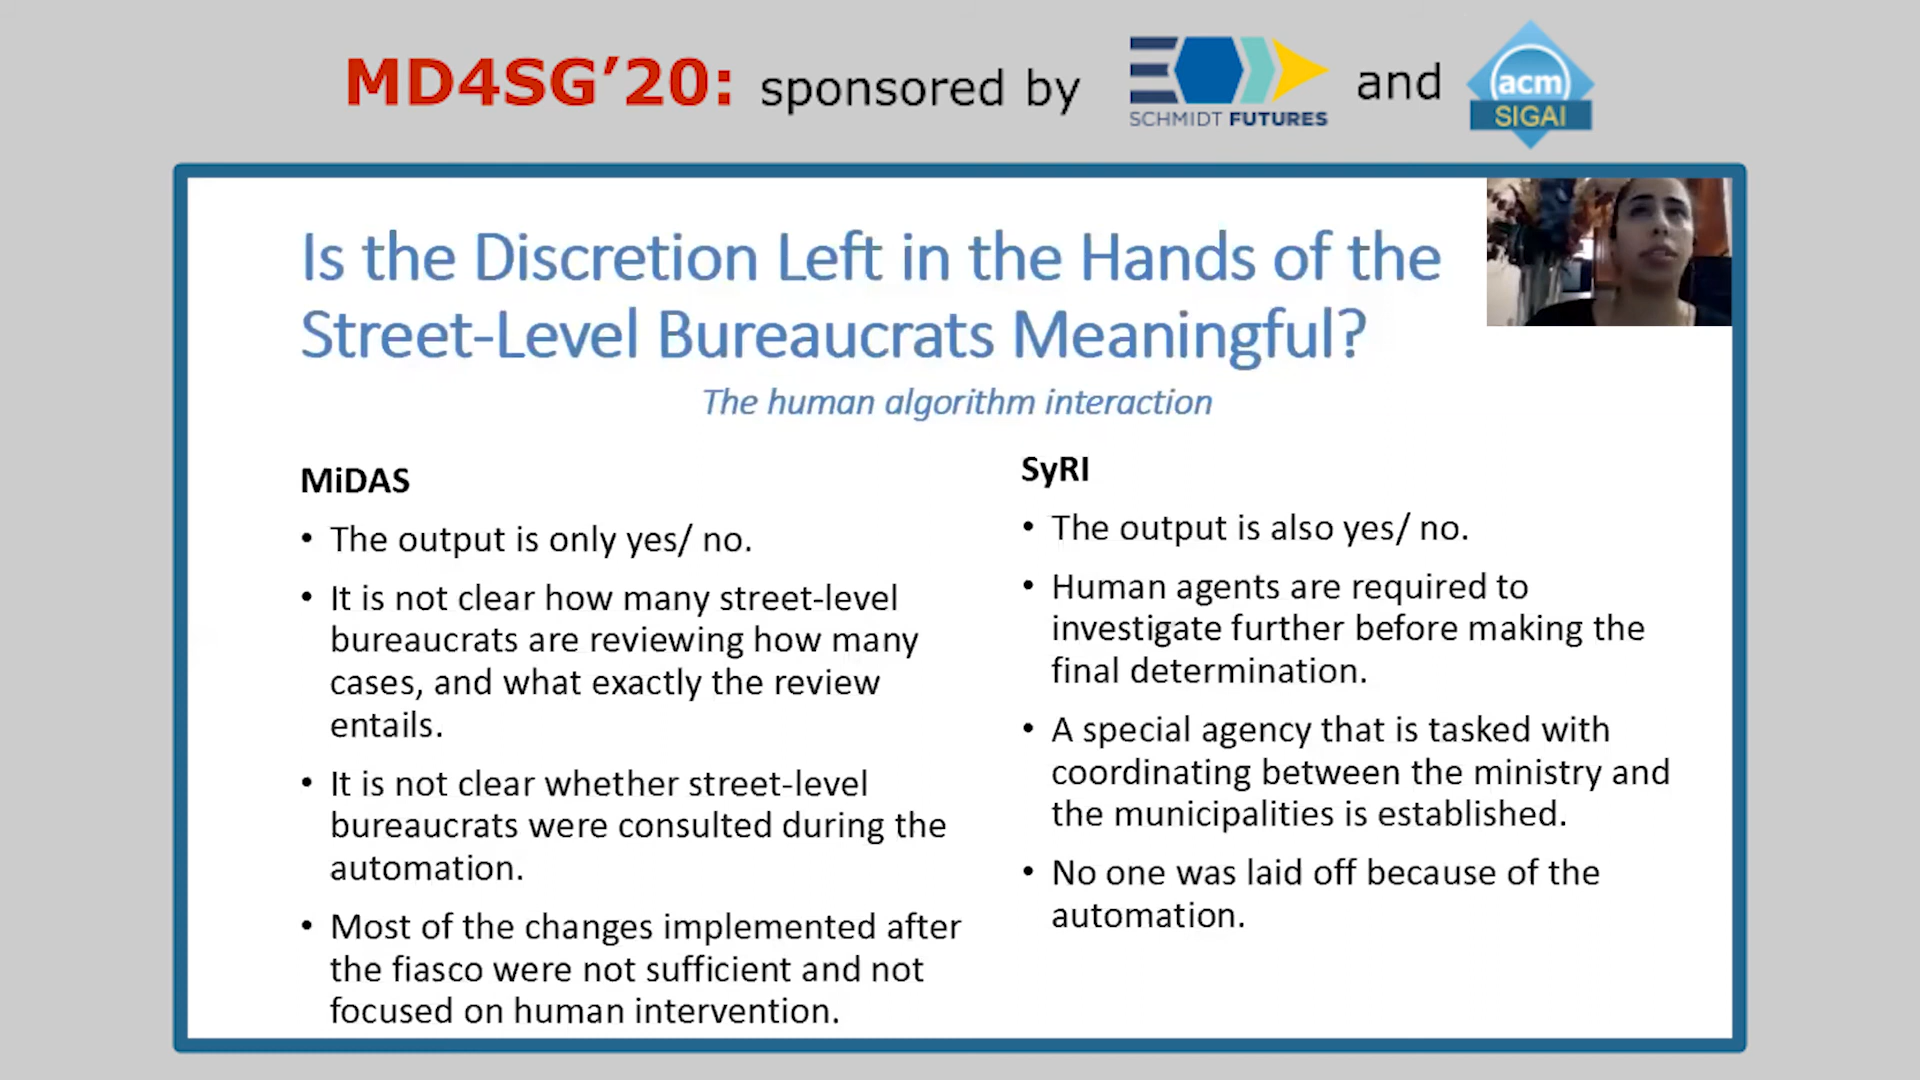 MD4SG’20: sponsored by SCHMIDT FUTURES and acm SIGAI
Is the Discretion Left in the Hands of the
Street-Level Bureaucrats Meaningful?
The human algorithm interaction
MiDAS
• The output is only yes/ no.
• It is not clear how many street-level
bureaucrats are reviewing how many
cases, and what exactly the review
entails.
• It is not clear whether street-level
bureaucrats were consulted during the
automation.
• Most of the changes implemented after
the fiasco were not sufficient and not
focused on human intervention.
SyRI
• The output is also yes/ no.
• Human agents are required to
investigate further before making the
final determination.
• A special agency that is tasked with
coordinating between the ministry and
the municipalities is established.
• No one was laid off because of the
automation.